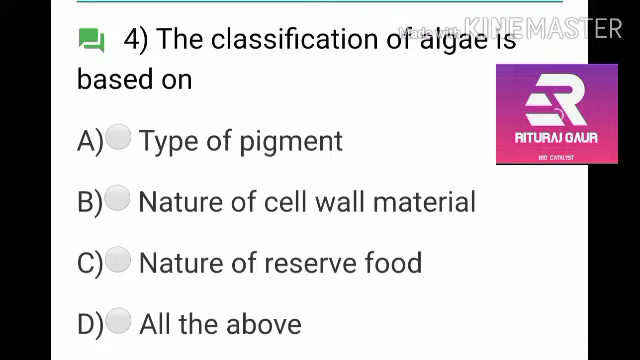 Made with KINEMASTER
4) The classification of algae is
based on
RITURAJ GAUR
BIO CATALYST
A) Type of pigment
B) Nature of cell wall material
C) Nature of reserve food
D) All the above